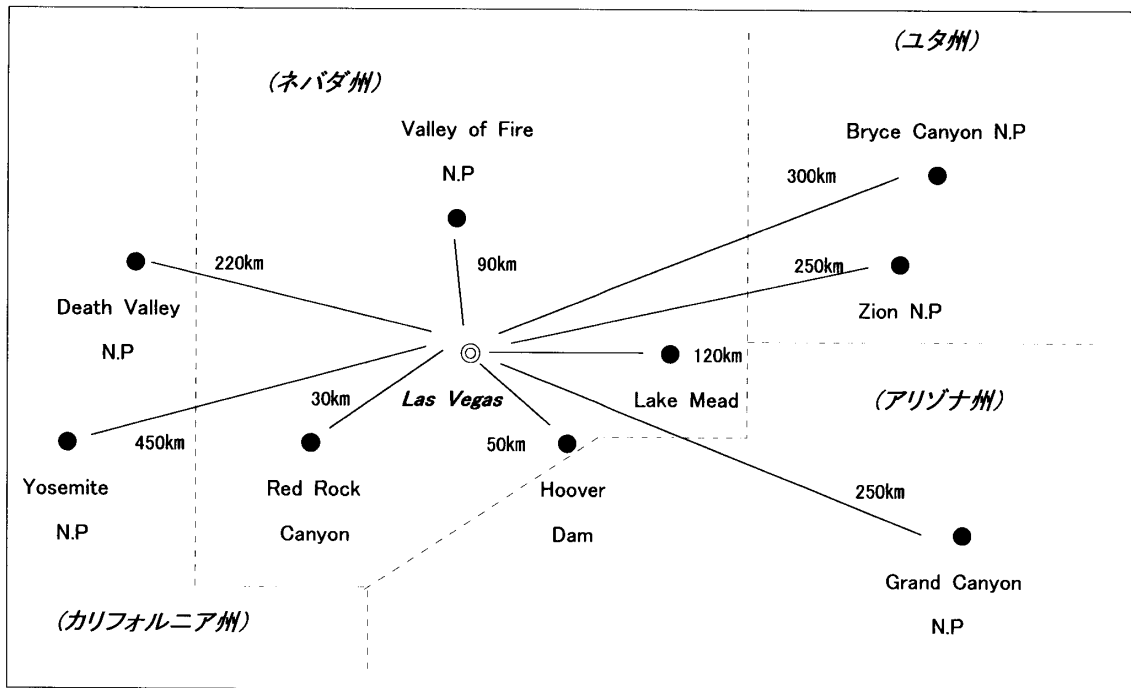 (ユタ州)
(ネバダ州)
Valley of Fire
N.P
Bryce Canyon N.P
300km
220km
90km
250km
Death Valley
N.P
Zion N.P
120km
30km
Las Vegas
Lake Mead
(アリゾナ州)
450km
50km
Yosemite
N.P
Red Rock
Canyon
Hoover
Dam
250km
Grand Canyon
N.P
(カリフォルニア州)